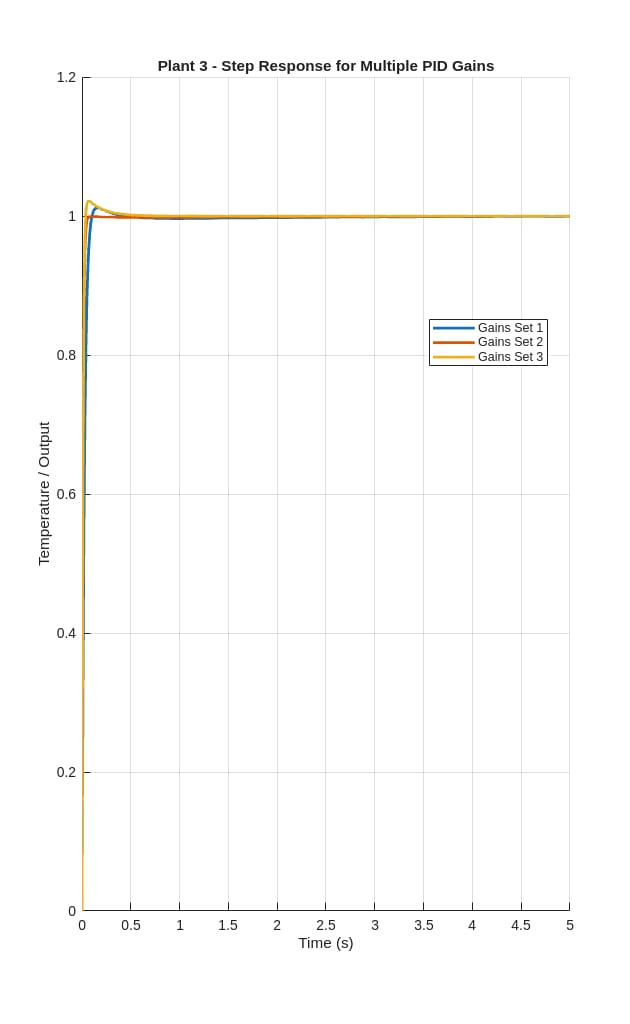 Plant 3 - Step Response for Multiple PID Gains
1.2
1
0.8
0.6
0.4
0.2
0
Temperature / Output
Gains Set 1
Gains Set 2
Gains Set 3
0 0.5 1 1.5 2 2.5 3 3.5 4 4.5 5
Time (s)